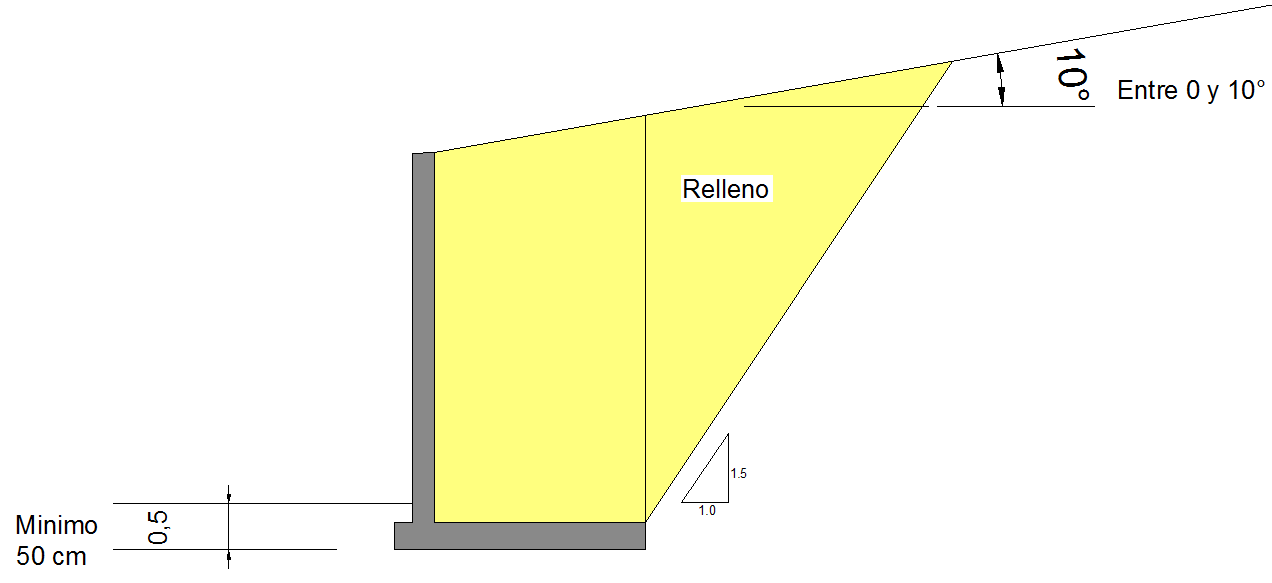 10°
Entre 0 y 10°
Relleno
1.5
1.0
0,5
Minimo
50 cm